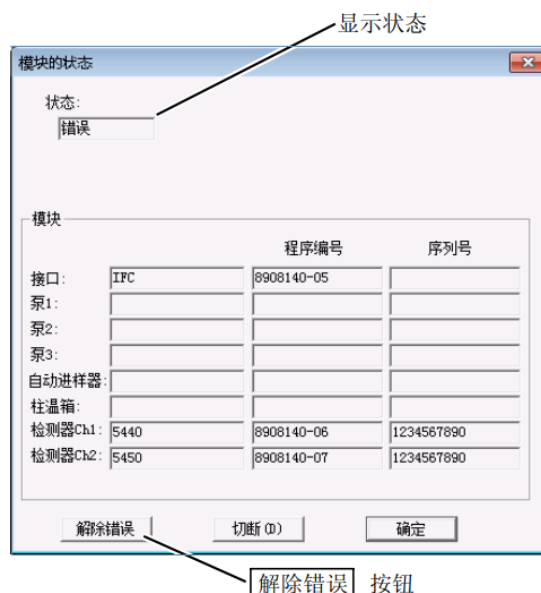 显示状态
模块的状态
状态:
错误
模块
程序编号 序列号
接口: IFC 8908140-05
泵1:
泵2:
泵3:
自动进样器:
柱温箱:
检测器Ch1: 5440 8908140-06 1234567890
检测器Ch2: 5450 8908140-07 1234567890
解除错误 切断(D) 确定
解除错误 按钮